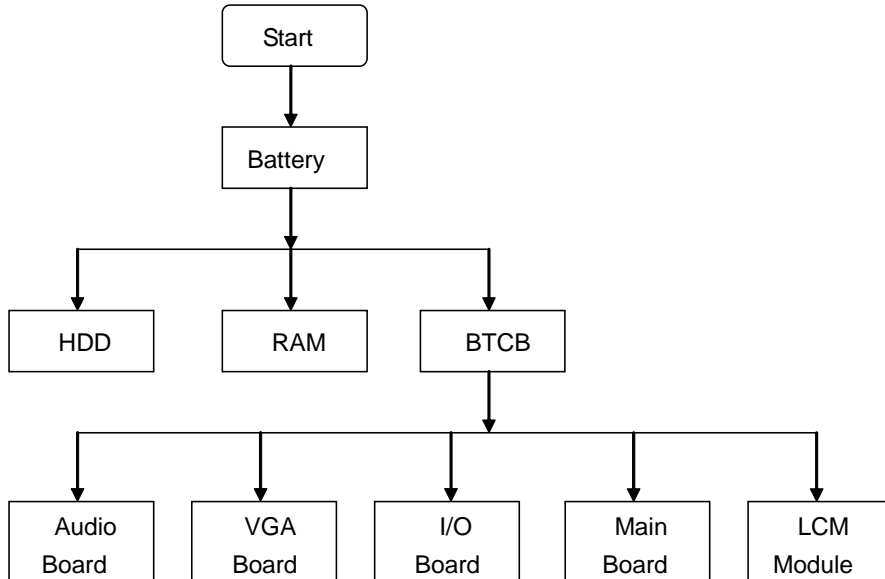 Start
Battery
HDD
RAM
BTCB
Audio
Board
VGA
Board
I/O
Board
Main
Board
LCM
Module